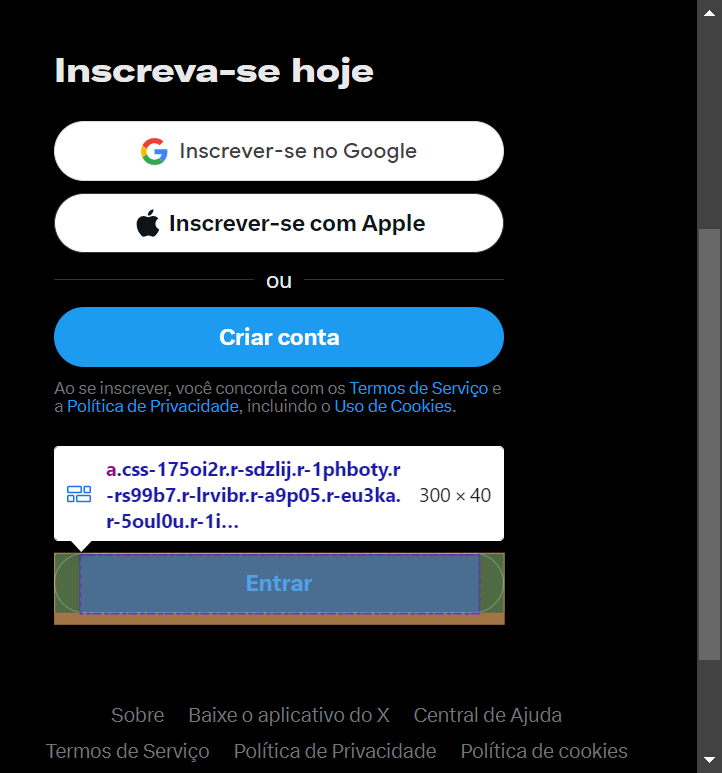 Inscreva-se hoje
Inscrever-se no Google
Inscrever-se com Apple
ou
Criar conta
Ao se inscrever, você concorda com os Termos de Serviço e
a Política de Privacidade, incluindo o Uso de Cookies.
a.css-175oi2r.r-sdzlij.r-1phboty.r
-rs99b7.r-lrvibr.r-a9p05.r-eu3ka.
r-5oul0u.r-1i...
300 × 40
Entrar
Sobre Baixe o aplicativo do X Central de Ajuda
Termos de Serviço Política de Privacidade Política de cookies